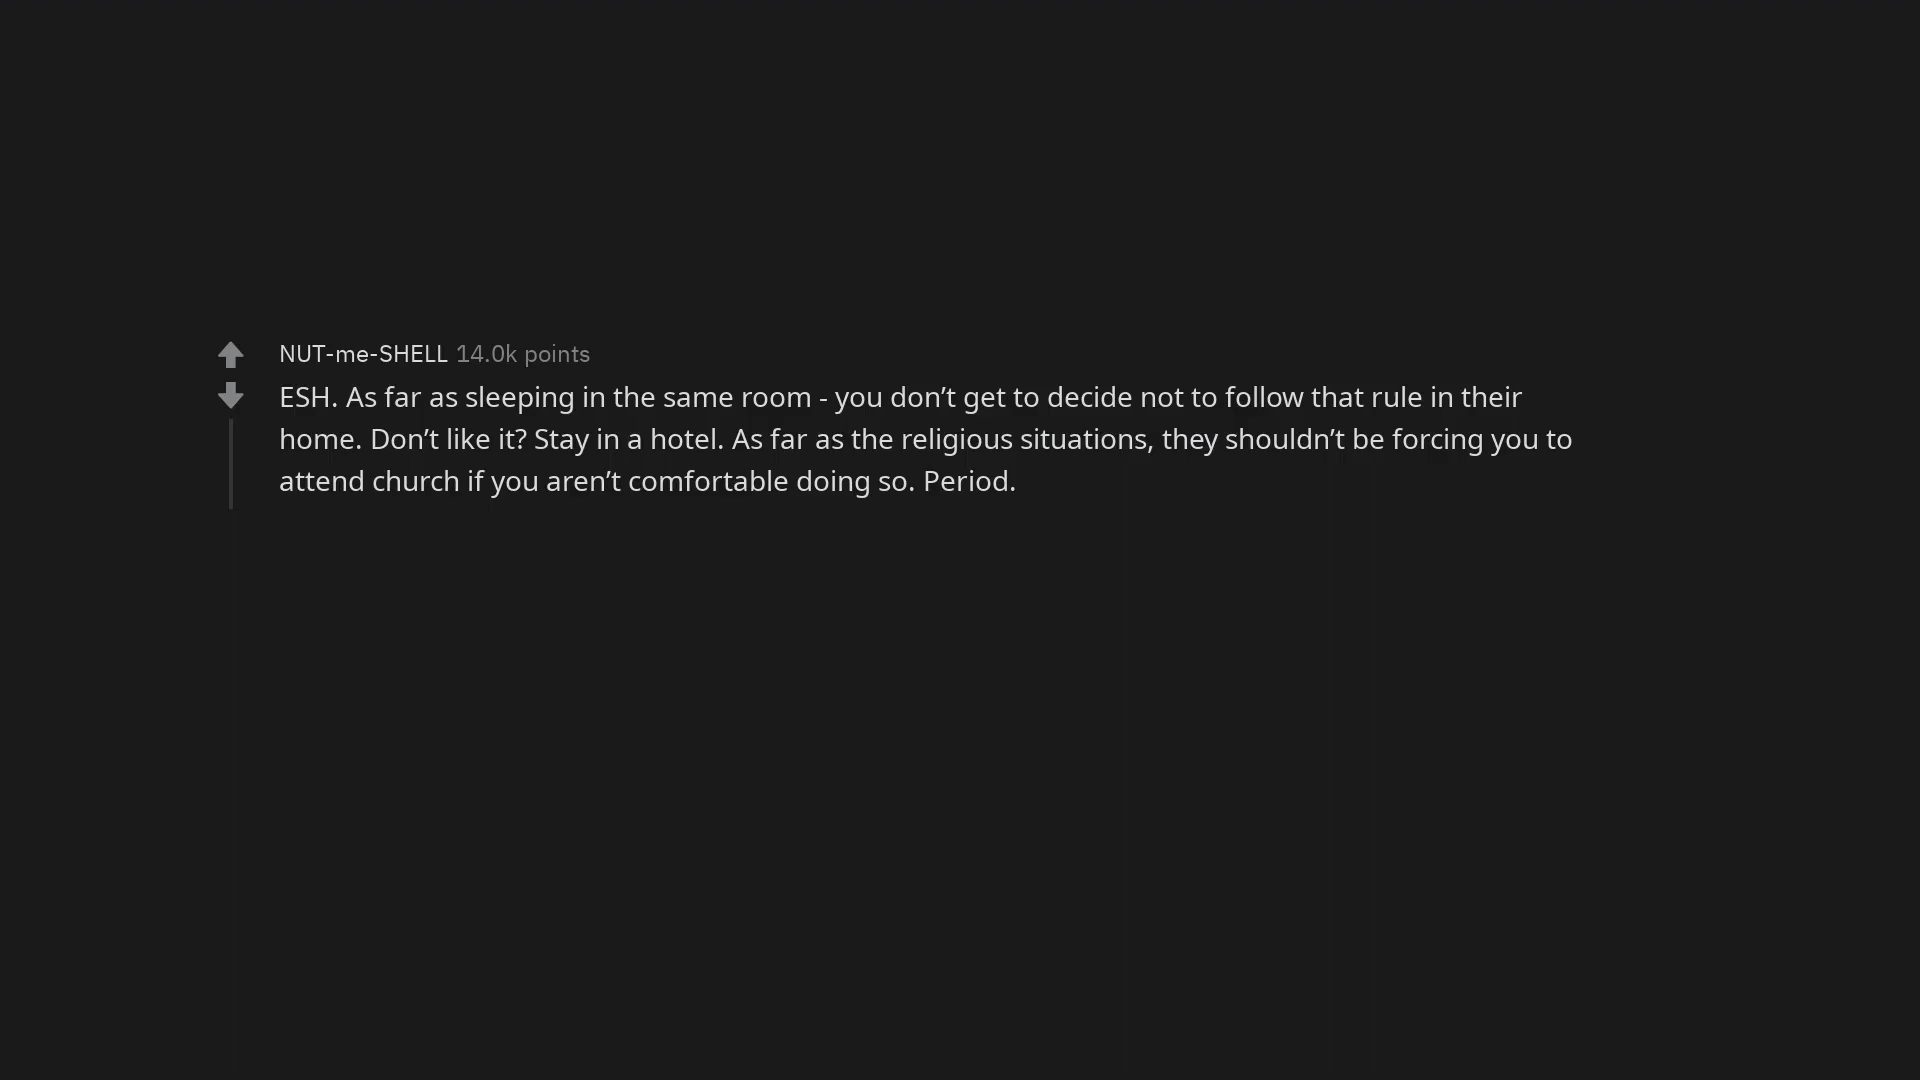 NUT-me-SHELL 14.0k points
ESH. As far as sleeping in the same room - you don’t get to decide not to follow that rule in their
home. Don’t like it? Stay in a hotel. As far as the religious situations, they shouldn’t be forcing you to
attend church if you aren’t comfortable doing so. Period.